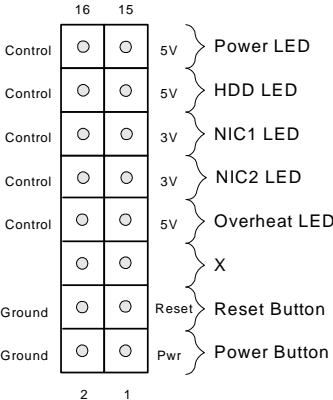 16 15
Control 5V Power LED
Control 5V HDD LED
Control 3V NIC1 LED
Control 3V NIC2 LED
Control 5V Overheat LED
X
Ground Reset Reset Button
Ground Pwr Power Button
2 1